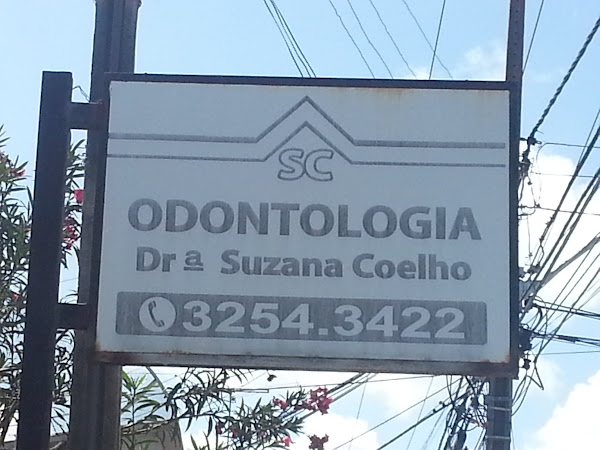 SC
ODONTOLOGIA
Drª Suzana Coelho
3254.3422